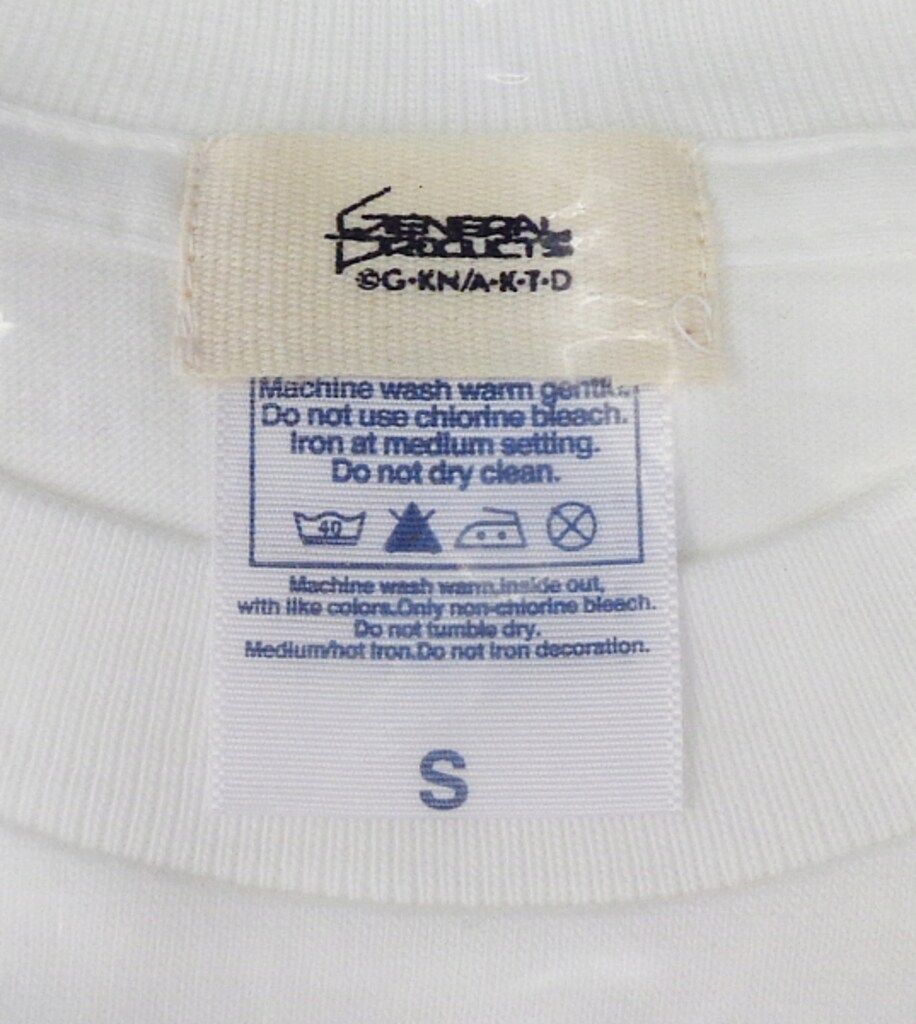 GENERAL
PRODUCTS
©G·KN/A·K·T·D
Machine wash warm gentle.
Do not use chlorine bleach.
Iron at medium setting.
Do not dry clean.
40
Machine wash warm.Inside out,
with like colors.Only non-chlorine bleach.
Do not tumble dry.
Medium/hot iron.Do not iron decoration.
S